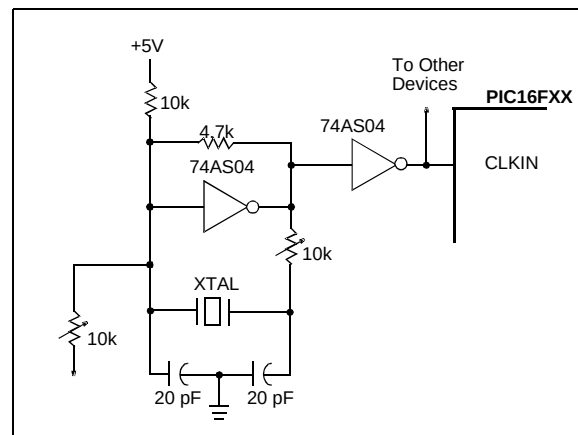 +5V
To Other
Devices
PIC16FXX
10k
4.7k
74AS04
74AS04
CLKIN
10k
XTAL
10k
20 pF
20 pF